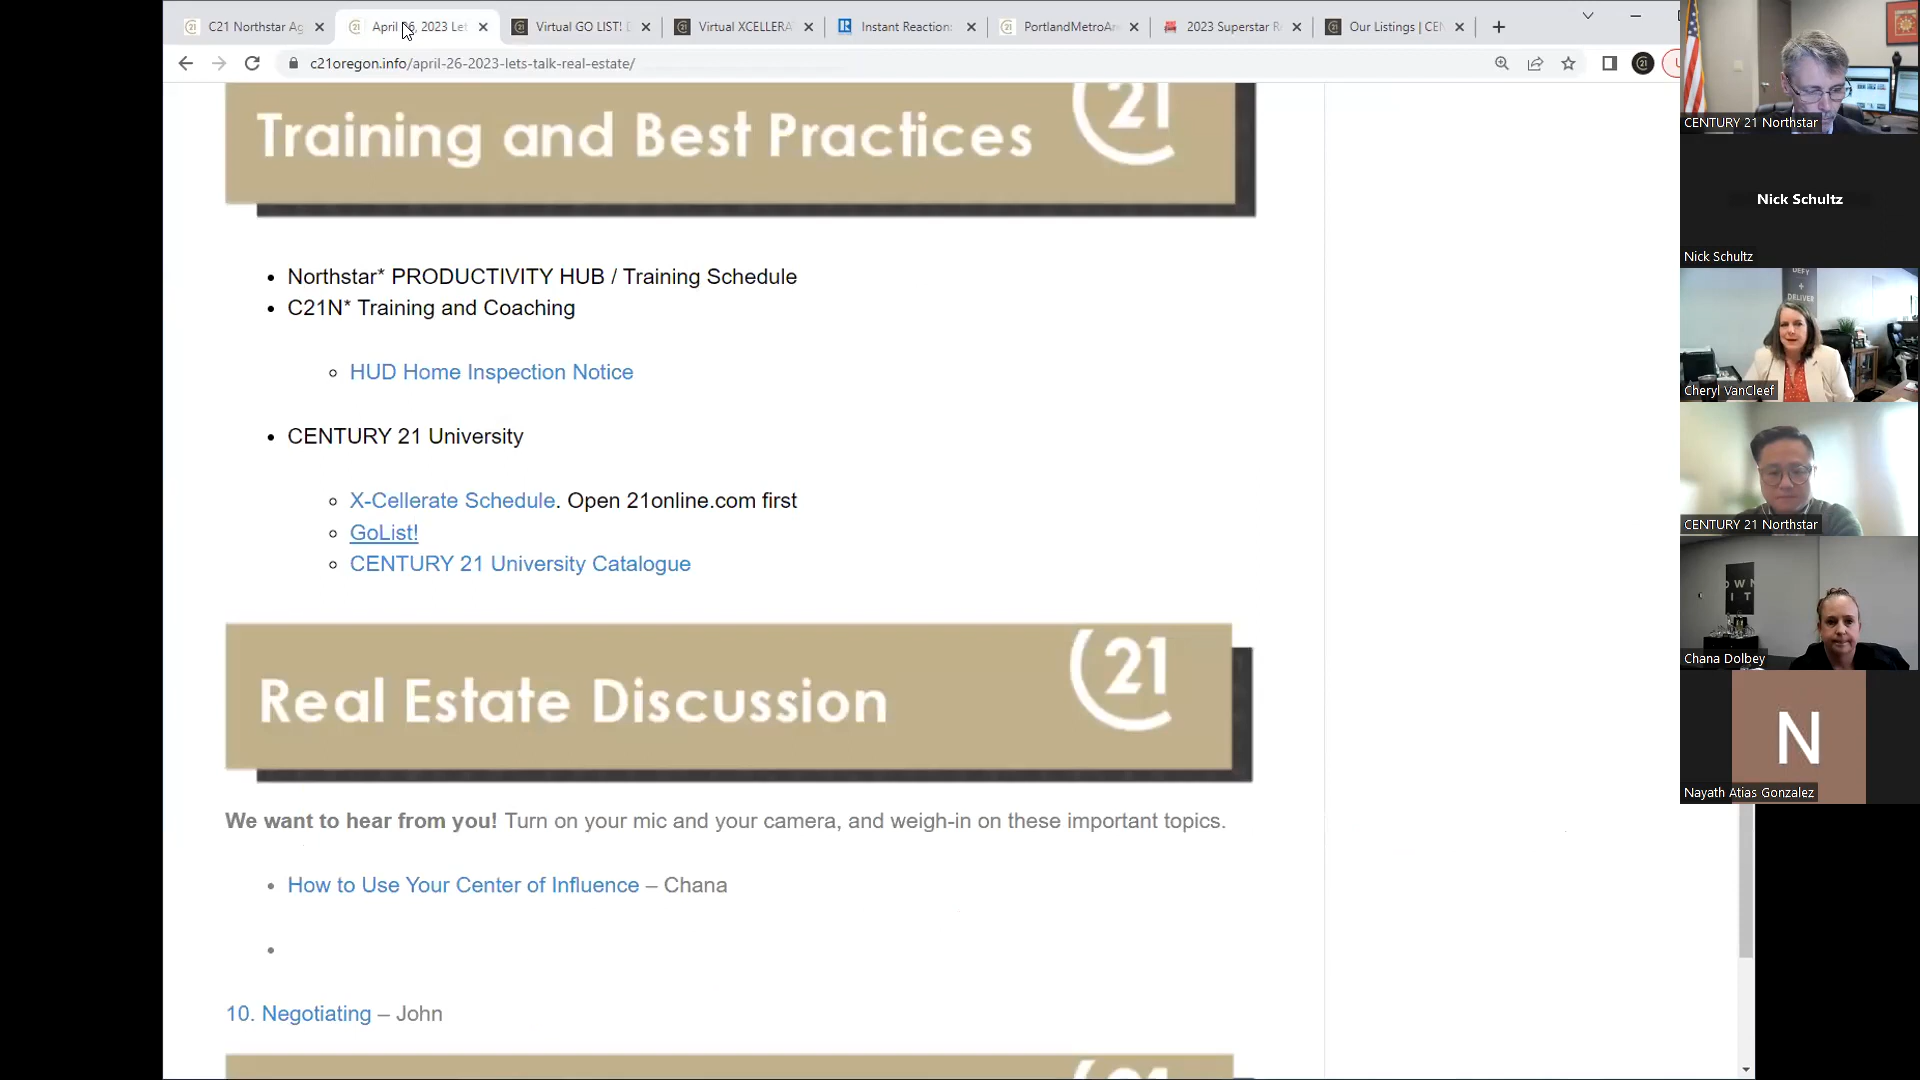 C21 Northstar Ag
April 26, 2023 Let
Virtual GO LIST!
Virtual XCELLERA
Instant Reaction:
PortlandMetroAr
2023 Superstar R
Our Listings | CEN
c21oregon.info/april-26-2023-lets-talk-real-estate/
Training and Best Practices
21
• Northstar* PRODUCTIVITY HUB / Training Schedule
• C21N* Training and Coaching
HUD Home Inspection Notice
• CENTURY 21 University
X-Cellerate Schedule. Open 21online.com first
GoList!
CENTURY 21 University Catalogue
Real Estate Discussion
21
We want to hear from you! Turn on your mic and your camera, and weigh-in on these important topics.
• How to Use Your Center of Influence – Chana
•
10. Negotiating – John
21
CENTURY 21 Northstar
Nick Schultz
Nick Schultz
DEFY
+
DELIVER
Cheryl VanCleef
CENTURY 21 Northstar
Chana Dolbey
N
Nayath Atias Gonzalez